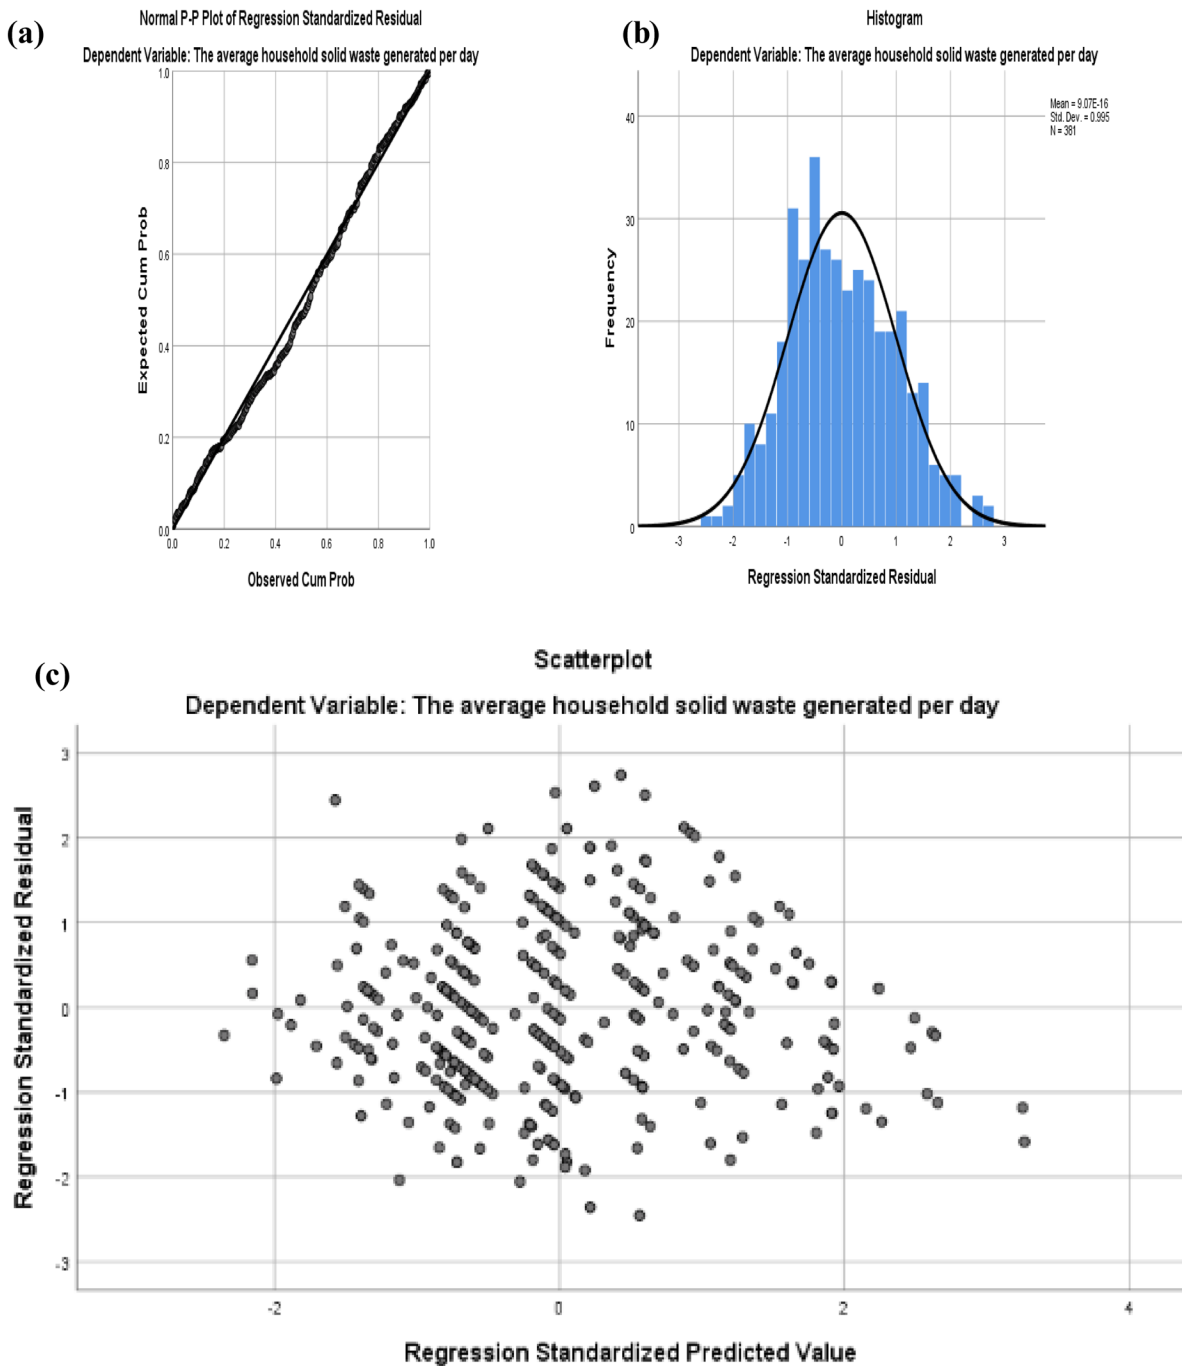 (a)
Normal P-P Plot of Regression Standardized Residual
Dependent Variable: The average household solid waste generated per day
Expected Cum Prob
1.0
0.8
0.6
0.4
0.2
0.0
0.0 0.2 0.4 0.6 0.8 1.0
Observed Cum Prob
(b)
Histogram
Dependent Variable: The average household solid waste generated per day
Mean = 9.07E-16
Std. Dev. = 0.995
N = 381
Frequency
40
30
20
10
0
-3 -2 -1 0 1 2 3
Regression Standardized Residual
(c)
Scatterplot
Dependent Variable: The average household solid waste generated per day
Regression Standardized Residual
3
2
1
0
-1
-2
-3
-2 0 2 4
Regression Standardized Predicted Value